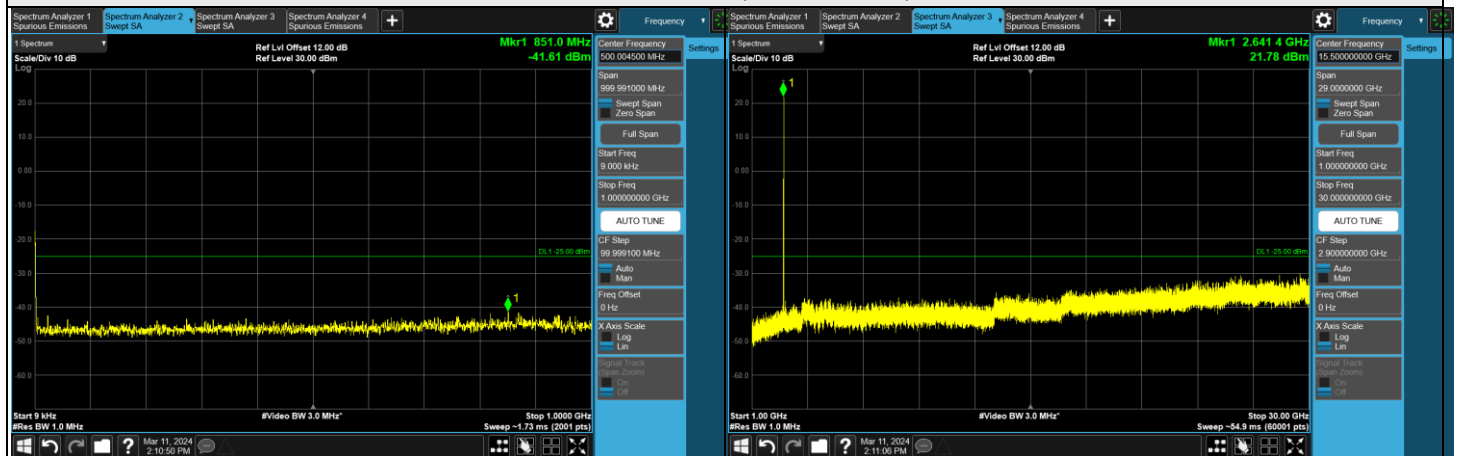 Spectrum Analyzer 1
Spurious Emissions
Spectrum Analyzer 2
Swept SA
Spectrum Analyzer 3
Swept SA
Spectrum Analyzer 4
Spurious Emissions
Frequency
1 Spectrum
Scale/Div 10 dB
Log
Ref Lvl Offset 12.00 dB
Ref Level 30.00 dBm
Mkr1 851.0 MHz
-41.61 dBm
20.0
10.0
0.00
-10.0
-20.0
-30.0
-40.0
-50.0
-60.0
DL1 -25.00 dBm
1
Start 9 kHz
#Res BW 1.0 MHz
#Video BW 3.0 MHz*
Stop 1.0000 GHz
Sweep ~1.73 ms (2001 pts)
Center Frequency
500.004500 MHz
Settings
Span
999.991000 MHz
Swept Span
Zero Span
Full Span
Start Freq
9.000 kHz
Stop Freq
1.000000000 GHz
AUTO TUNE
CF Step
99.999100 MHz
Auto
Man
Freq Offset
0 Hz
X Axis Scale
Log
Lin
Signal Track
(Span Zoom)
On
Off
?
Mar 11, 2024
2:10:50 PM
Spectrum Analyzer 1
Spurious Emissions
Spectrum Analyzer 2
Swept SA
Spectrum Analyzer 3
Swept SA
Spectrum Analyzer 4
Spurious Emissions
Frequency
1 Spectrum
Scale/Div 10 dB
Log
Ref Lvl Offset 12.00 dB
Ref Level 30.00 dBm
Mkr1 2.641 4 GHz
21.78 dBm
1
20.0
10.0
0.00
-10.0
-20.0
-30.0
-40.0
-50.0
-60.0
DL1 -25.00 dBm
Start 1.00 GHz
#Res BW 1.0 MHz
#Video BW 3.0 MHz*
Stop 30.00 GHz
Sweep ~54.9 ms (60001 pts)
Center Frequency
15.500000000 GHz
Settings
Span
29.0000000 GHz
Swept Span
Zero Span
Full Span
Start Freq
1.000000000 GHz
Stop Freq
30.000000000 GHz
AUTO TUNE
CF Step
2.900000000 GHz
Auto
Man
Freq Offset
0 Hz
X Axis Scale
Log
Lin
Signal Track
(Span Zoom)
On
Off
?
Mar 11, 2024
2:11:06 PM